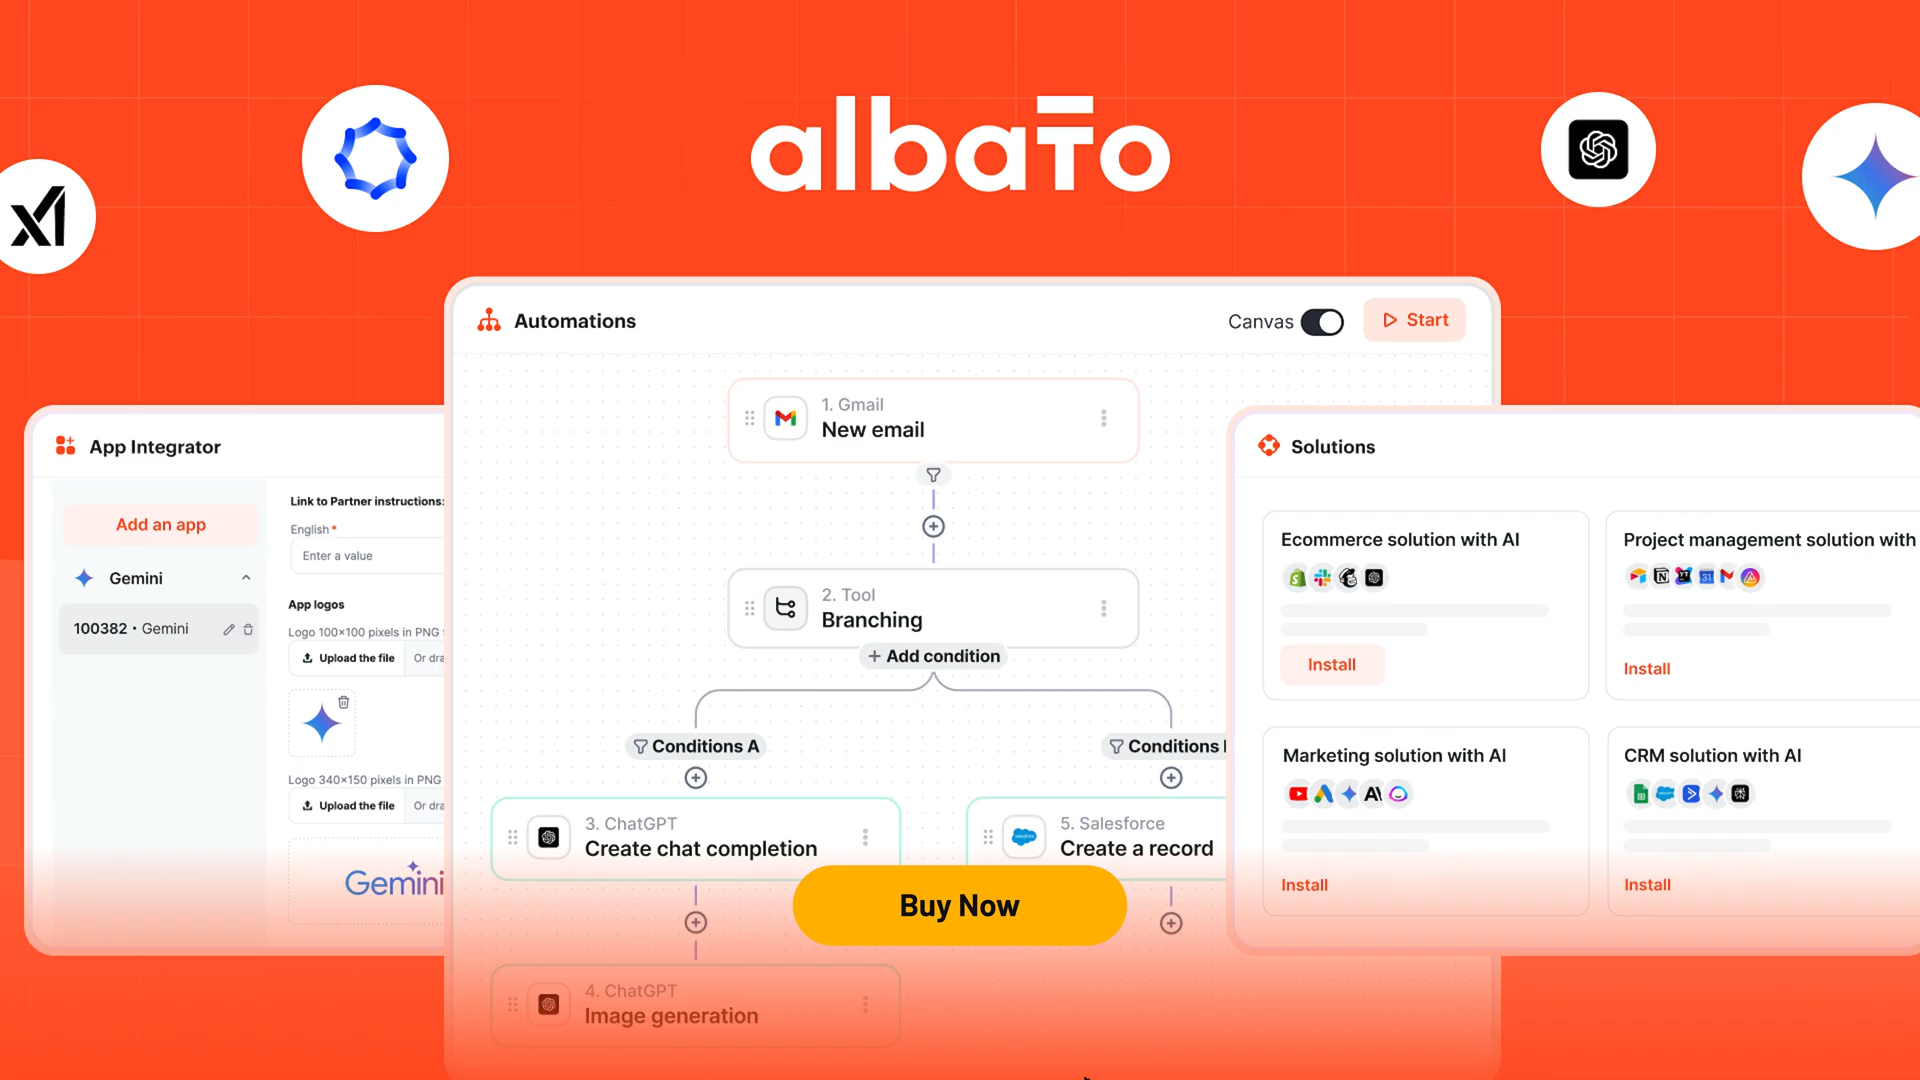 albato
Automations
Canvas
Start
1. Gmail
New email
2. Tool
Branching
+ Add condition
Conditions A
Conditions
3. ChatGPT
Create chat completion
5. Salesforce
Create a record
Buy Now
4. ChatGPT
Image generation
App Integrator
Add an app
Gemini
100382 • Gemini
Link to Partner instructions:
English *
Enter a value
App logos
Logo 100×100 pixels in PNG
Upload the file
Or dra
Logo 340×150 pixels in PNG
Upload the file
Or dra
Gemini
Solutions
Ecommerce solution with AI
Install
Project management solution with
Install
Marketing solution with AI
Install
CRM solution with AI
Install